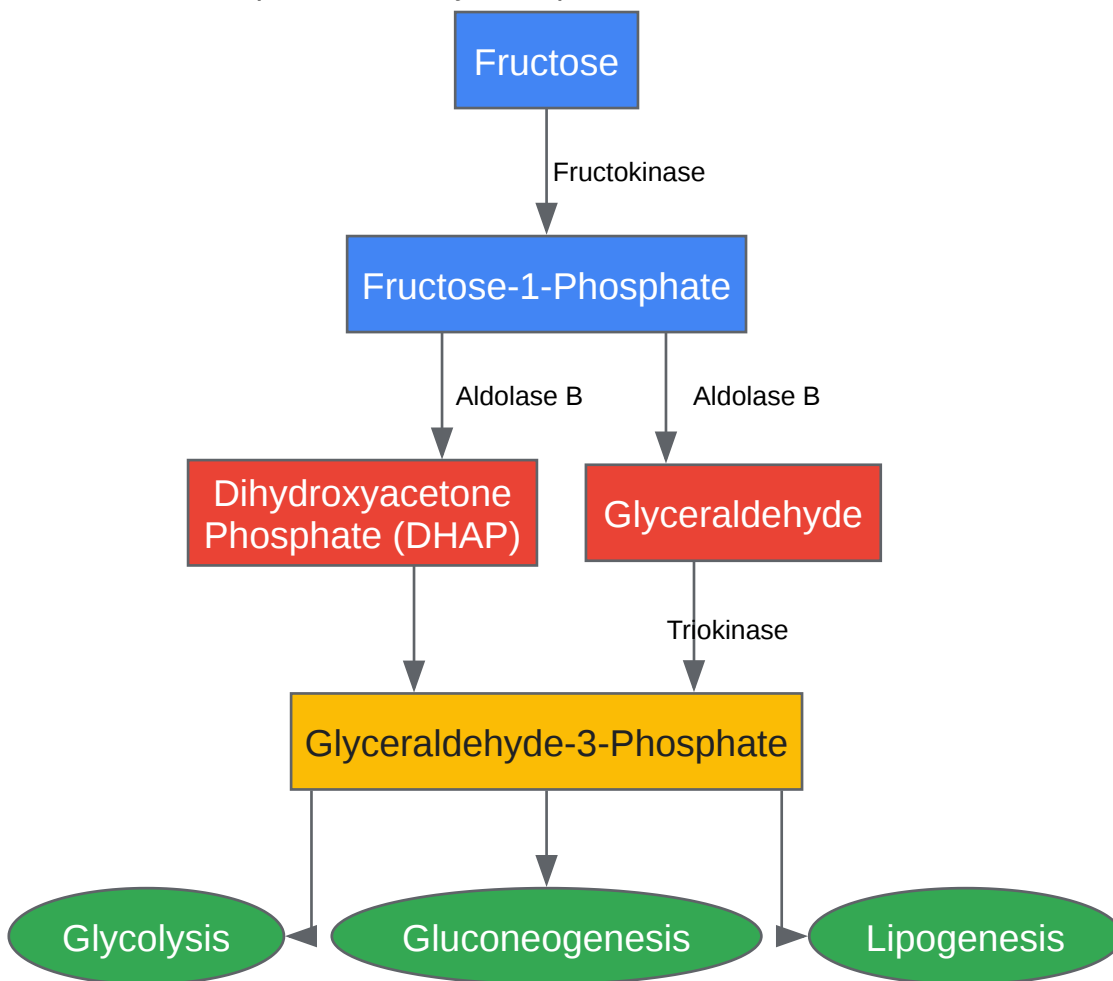 Fructose
Fructokinase
Fructose-1-Phosphate
Aldolase B
Aldolase B
Dihydroxyacetone
Phosphate (DHAP)
Glyceraldehyde
Triokinase
Glyceraldehyde-3-Phosphate
Glycolysis
Gluconeogenesis
Lipogenesis